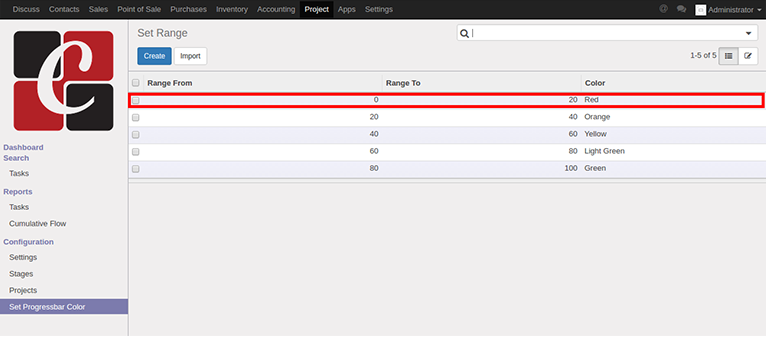 Discuss Contacts Sales Point of Sale Purchases Inventory Accounting Project Apps Settings Administrator
C
Set Range
Create Import 1-5 of 5
Range From Range To Color
0 20 Red
20 40 Orange
40 60 Yellow
60 80 Light Green
80 100 Green
Dashboard
Search
Tasks
Reports
Tasks
Cumulative Flow
Configuration
Settings
Stages
Projects
Set Progressbar Color